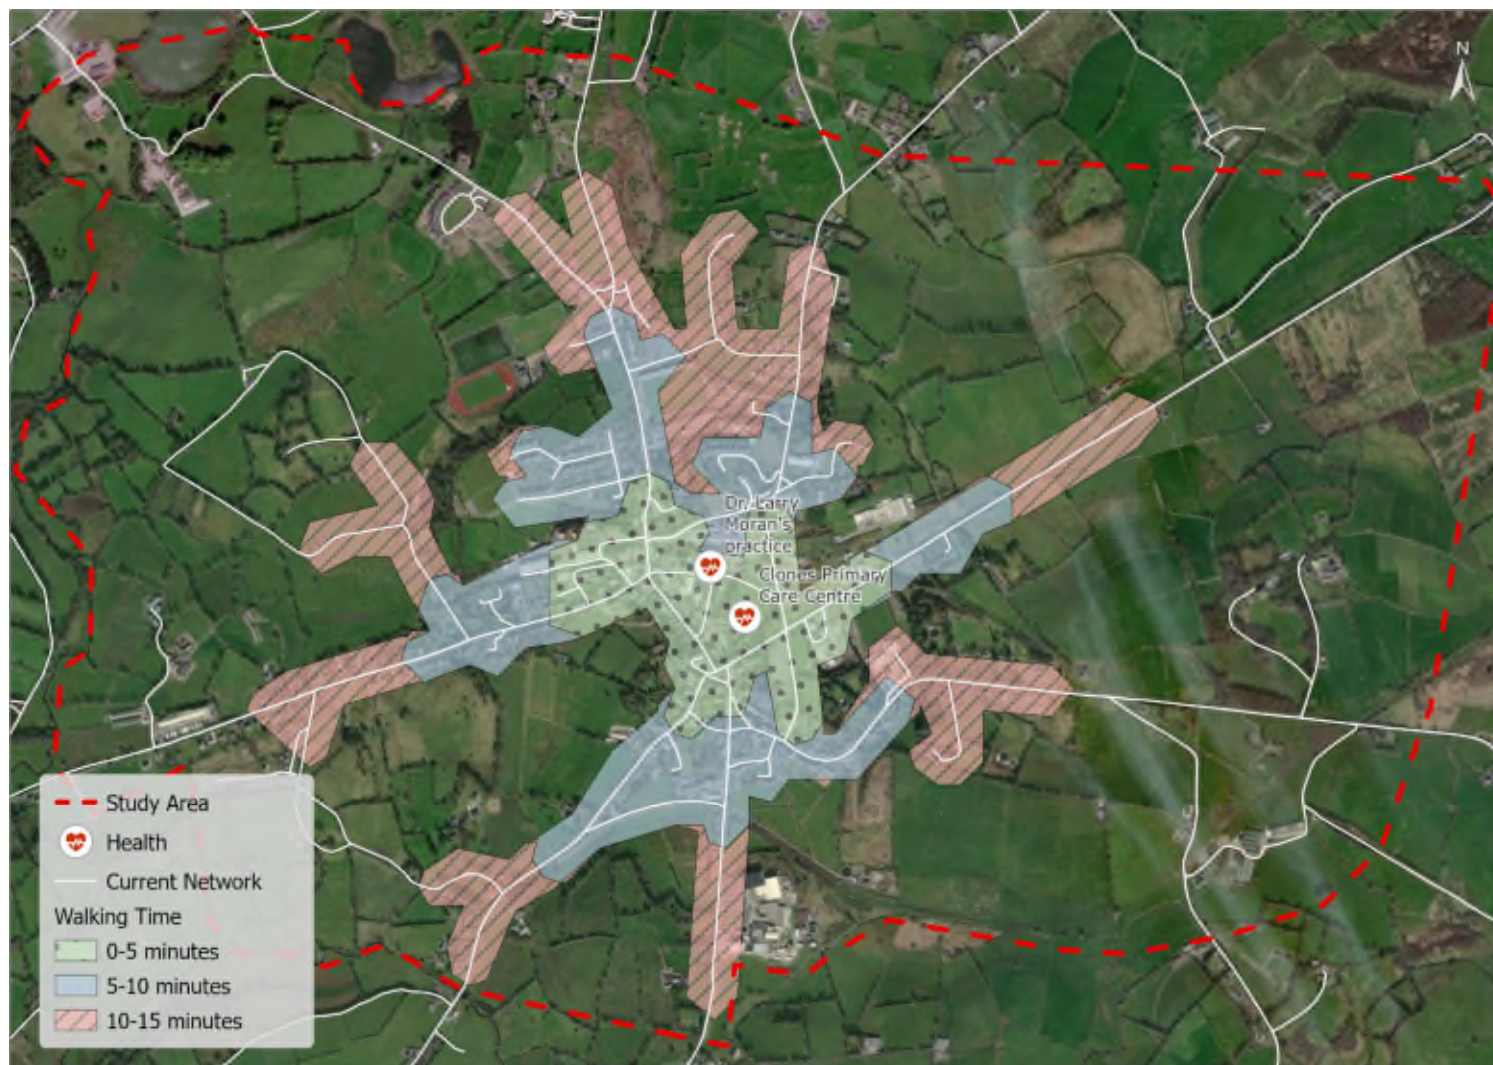 N
Dr. Larry
Moran's
practice
Clones Primary
Care Centre
Study Area
Health
Current Network
Walking Time
0-5 minutes
5-10 minutes
10-15 minutes